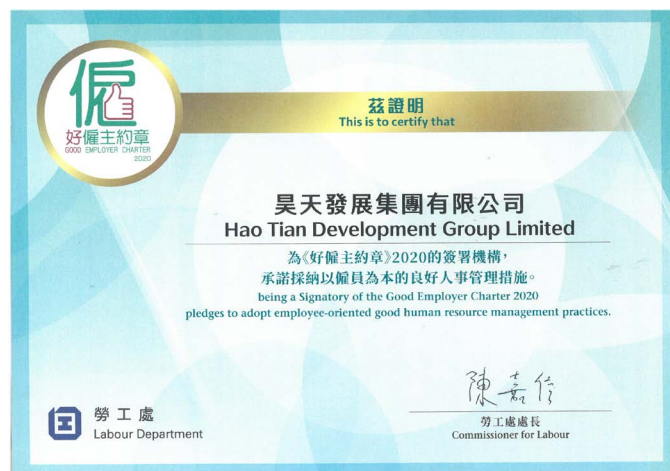 僱
好僱主約章
GOOD EMPLOYER CHARTER
2020
茲證明
This is to certify that
昊天發展集團有限公司
Hao Tian Development Group Limited
為《好僱主約章》2020的簽署機構，
承諾採納以僱員為本的良好人事管理措施。
being a Signatory of the Good Employer Charter 2020
pledges to adopt employee-oriented good human resource management practices.
陳嘉信
勞工處處長
Commissioner for Labour
勞工處
Labour Department